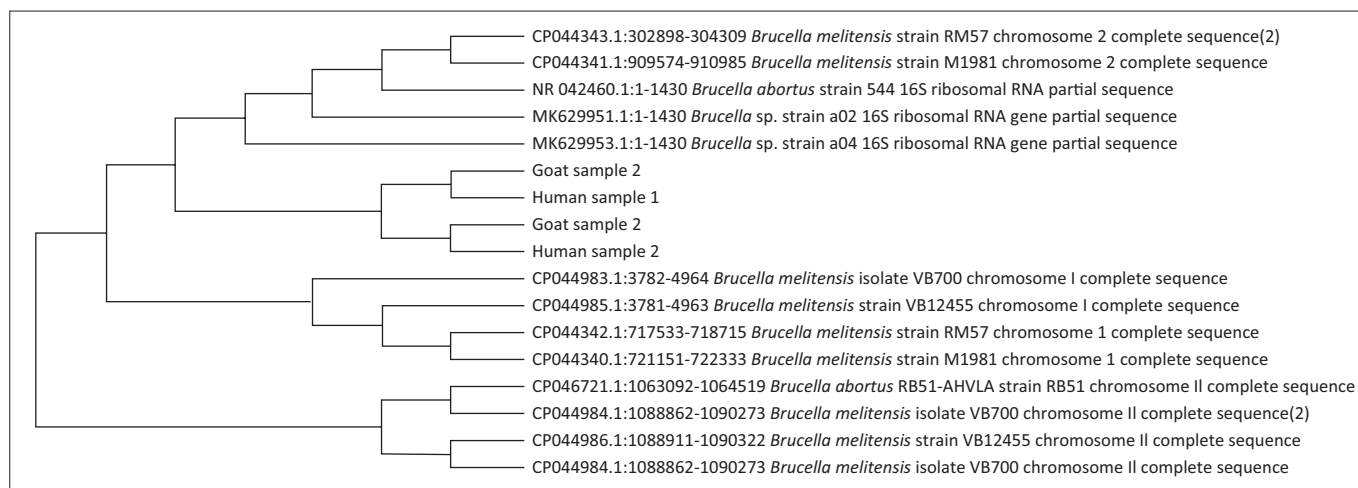 CP044343.1:302898-304309 Brucella melitensis strain RM57 chromosome 2 complete sequence(2)
CP044341.1:909574-910985 Brucella melitensis strain M1981 chromosome 2 complete sequence
NR 042460.1:1-1430 Brucella abortus strain 544 16S ribosomal RNA partial sequence
MK629951.1:1-1430 Brucella sp. strain a02 16S ribosomal RNA gene partial sequence
MK629953.1:1-1430 Brucella sp. strain a04 16S ribosomal RNA gene partial sequence
Goat sample 2
Human sample 1
Goat sample 2
Human sample 2
CP044983.1:3782-4964 Brucella melitensis isolate VB700 chromosome I complete sequence
CP044985.1:3781-4963 Brucella melitensis strain VB12455 chromosome I complete sequence
CP044342.1:717533-718715 Brucella melitensis strain RM57 chromosome 1 complete sequence
CP044340.1:721151-722333 Brucella melitensis strain M1981 chromosome 1 complete sequence
CP046721.1:1063092-1064519 Brucella abortus RB51-AHVLA strain RB51 chromosome II complete sequence
CP044984.1:1088862-1090273 Brucella melitensis isolate VB700 chromosome II complete sequence(2)
CP044986.1:1088911-1090322 Brucella melitensis strain VB12455 chromosome II complete sequence
CP044984.1:1088862-1090273 Brucella melitensis isolate VB700 chromosome II complete sequence